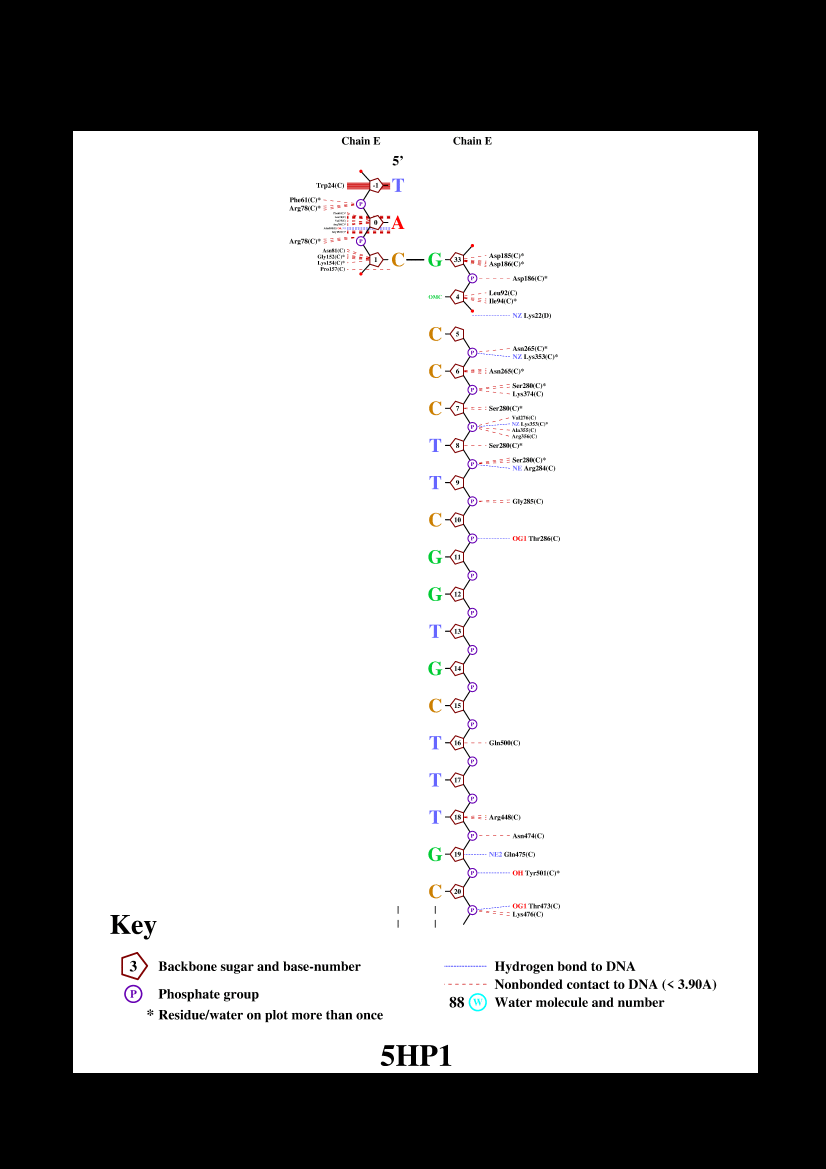 Chain E Chain E
5'
Trp24(C) -1 T
Phe61(C)*
Arg78(C)* P
0 A
Arg78(C)* P
Asn81(C)
Gly152(C)*
Lys154(C)*
Pro157(C)
1 C G 33 Asp185(C)*
Asp186(C)*
P Asp186(C)*
OMC 4 Leu92(C)
Ile94(C)*
NZ Lys22(D)
C 5
P Asn265(C)*
NZ Lys353(C)*
C 6 Asn265(C)*
P Ser280(C)*
Lys374(C)
C 7 Ser280(C)*
P Val276(C)
NZ Lys353(C)*
Ala355(C)
Arg356(C)
T 8 Ser280(C)*
P Ser280(C)*
NE Arg284(C)
T 9
P Gly285(C)
C 10
P OG1 Thr286(C)
G 11
P
G 12
P
T 13
P
G 14
P
C 15
P
T 16 Gln500(C)
P
T 17
P
T 18 Arg448(C)
P Asn474(C)
G 19 NE2 Gln475(C)
P OH Tyr501(C)*
C 20
P OG1 Thr473(C)
Lys476(C)
Key
3 Backbone sugar and base-number
P Phosphate group
* Residue/water on plot more than once
Hydrogen bond to DNA
Nonbonded contact to DNA (< 3.90A)
88 W Water molecule and number
5HP1